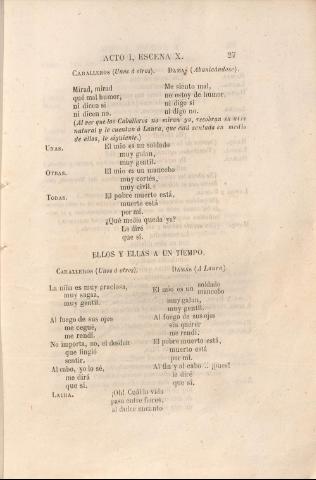 ACTO I, ESCENA X. 27
CABALLEROS (Unos á otros). DAMAS (Abanicándose).
Mirad, mirad
qué mal humor,
ni dicen sí
ni dicen no.
Me siento mal,
no estoy de humor,
ni digo sí
ni digo no.
(Al ver que los Caballeros no miran ya, recobran su aire
natural y le cuentan á Laura, que está sentada en medio
de ellas, lo siguiente.)
UNAS. El mio es un soldado
muy galan,
muy gentil.
OTRAS. El mio es un mancebo
muy cortés,
muy civil.
TODAS. El pobre muerto está,
muerto está
por mí.
¿Qué medio queda ya?
Le diré
que sí.
ELLOS Y ELLAS A UN TIEMPO.
CABALLEROS (Unos á otros). DAMAS (A Laura).
La niña es muy graciosa,
muy sagaz,
muy gentil.
Al fuego de sus ojos
me cegué,
me rendí.
No importa, no, el desden
que fingió
sentir.
Al cabo, yo lo sé,
me dirá
que sí.
El mio es un soldado
mancebo
muy galan,
muy gentil.
Al fuego de sus ojos
sin querer
me rendí.
El pobre muerto está,
muerto está
por mí.
Al fin y al cabo.. ¡pues!
le diré
que sí.
LAURA. ¡Oh! Cuál la vida
pasa entre flores,
al dulce encanto